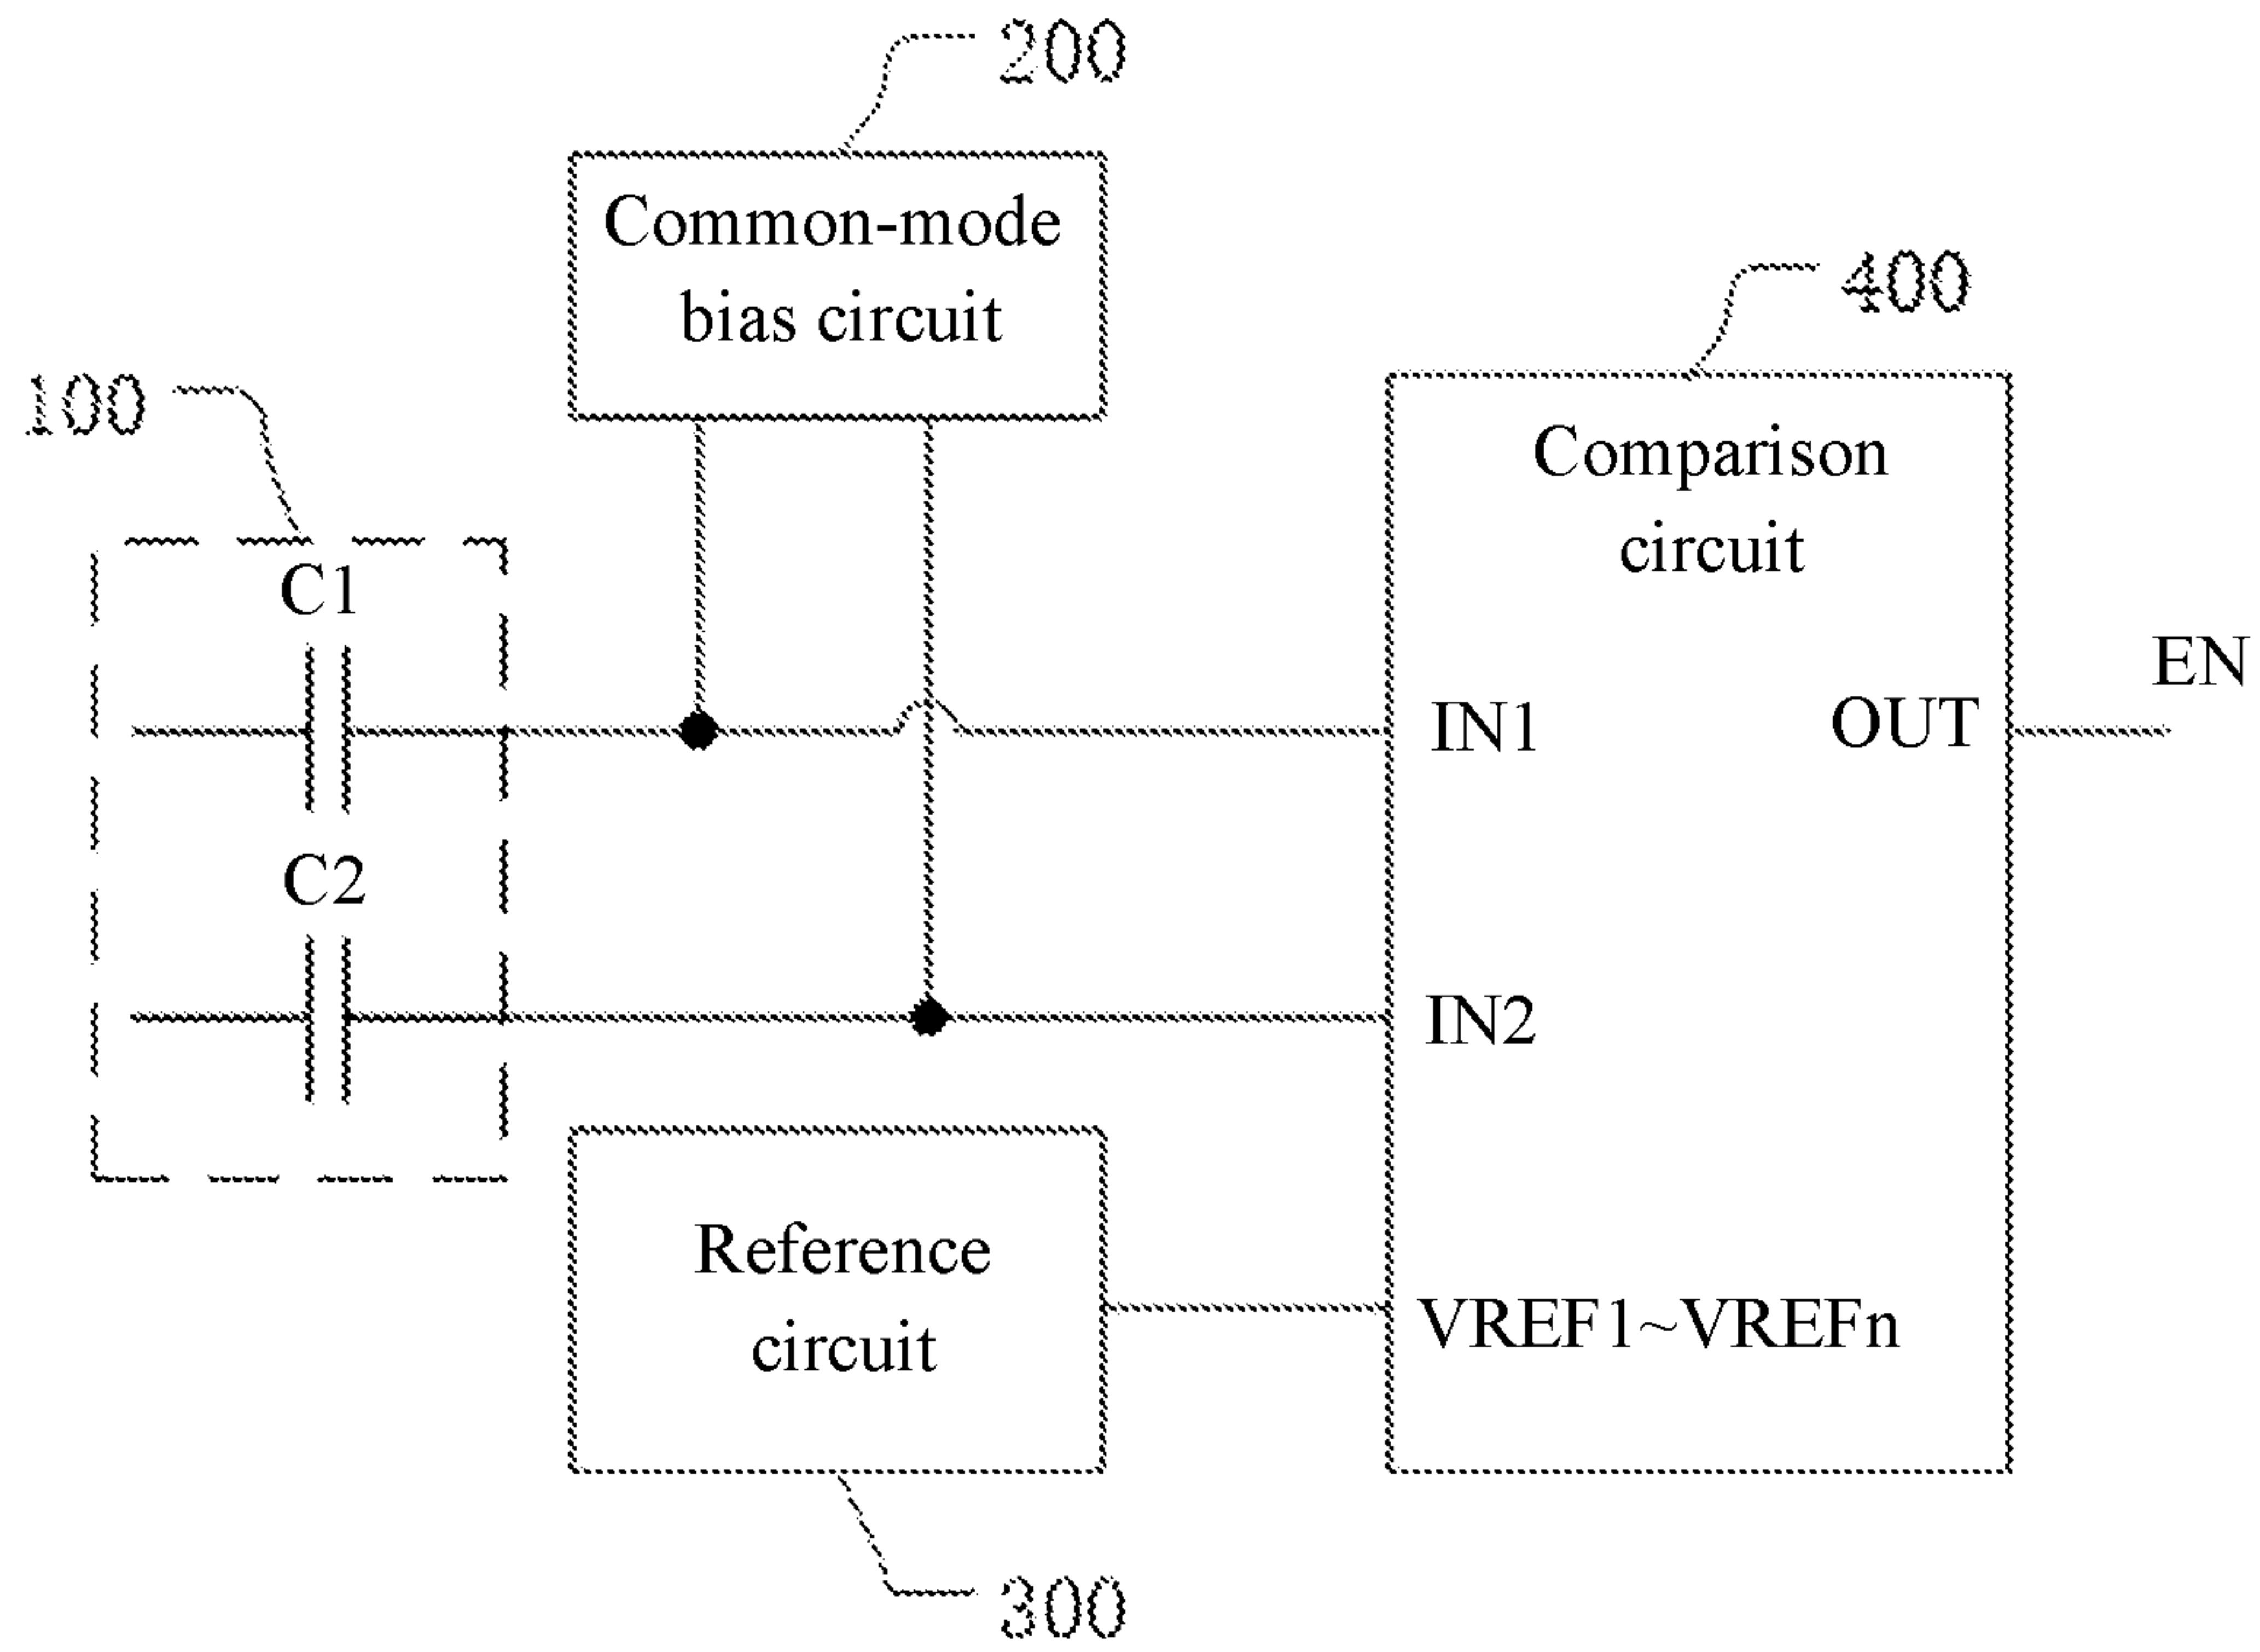 200
Common-mode
bias circuit
400
100
Comparison
circuit
C1
EN
IN1
OUT
C2
IN2
Reference
circuit
VREF1~VREFn
300